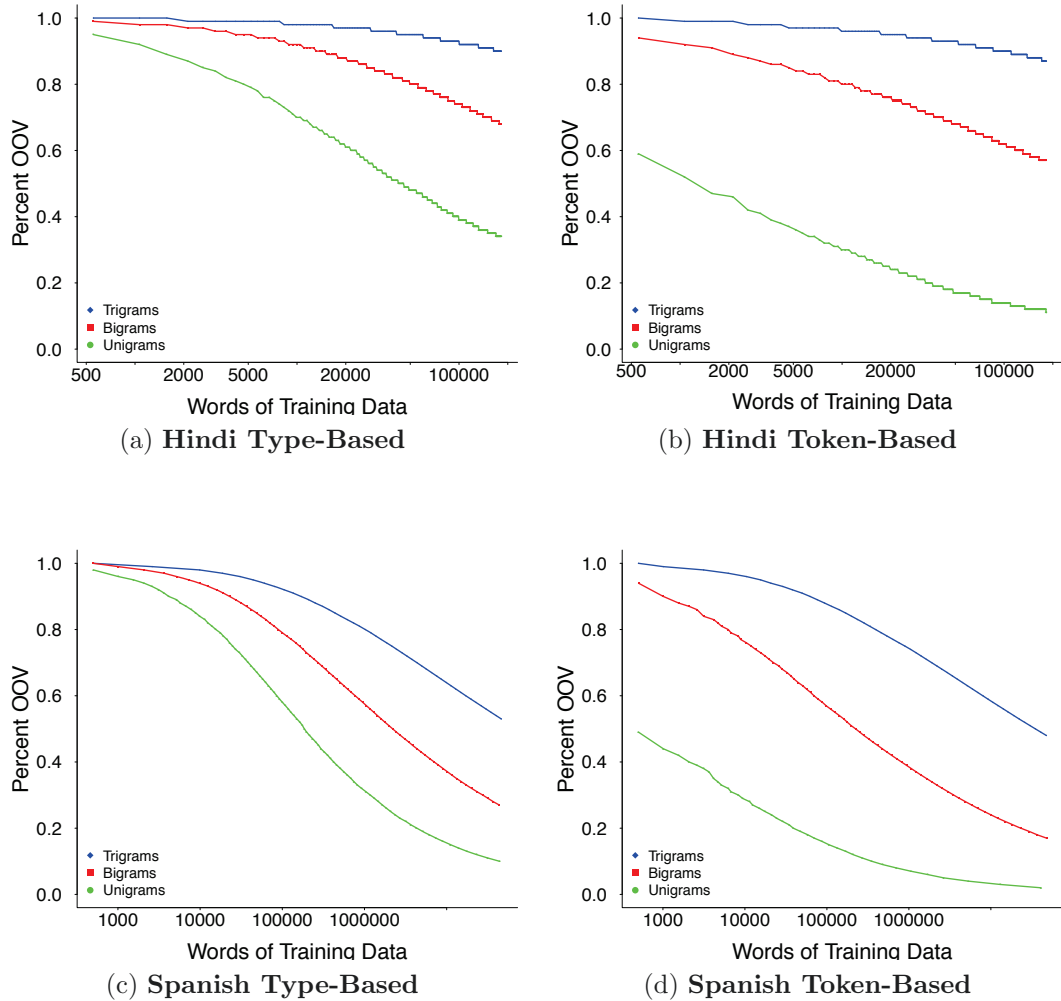 1.0
0.8
0.6
0.4
0.2
0.0
Percent OOV
Trigrams
Bigrams
Unigrams
500 2000 5000 20000 100000
Words of Training Data
(a) Hindi Type-Based
1.0
0.8
0.6
0.4
0.2
0.0
Percent OOV
Trigrams
Bigrams
Unigrams
500 2000 5000 20000 100000
Words of Training Data
(b) Hindi Token-Based
1.0
0.8
0.6
0.4
0.2
0.0
Percent OOV
Trigrams
Bigrams
Unigrams
1000 10000 100000 1000000
Words of Training Data
(c) Spanish Type-Based
1.0
0.8
0.6
0.4
0.2
0.0
Percent OOV
Trigrams
Bigrams
Unigrams
1000 10000 100000 1000000
Words of Training Data
(d) Spanish Token-Based